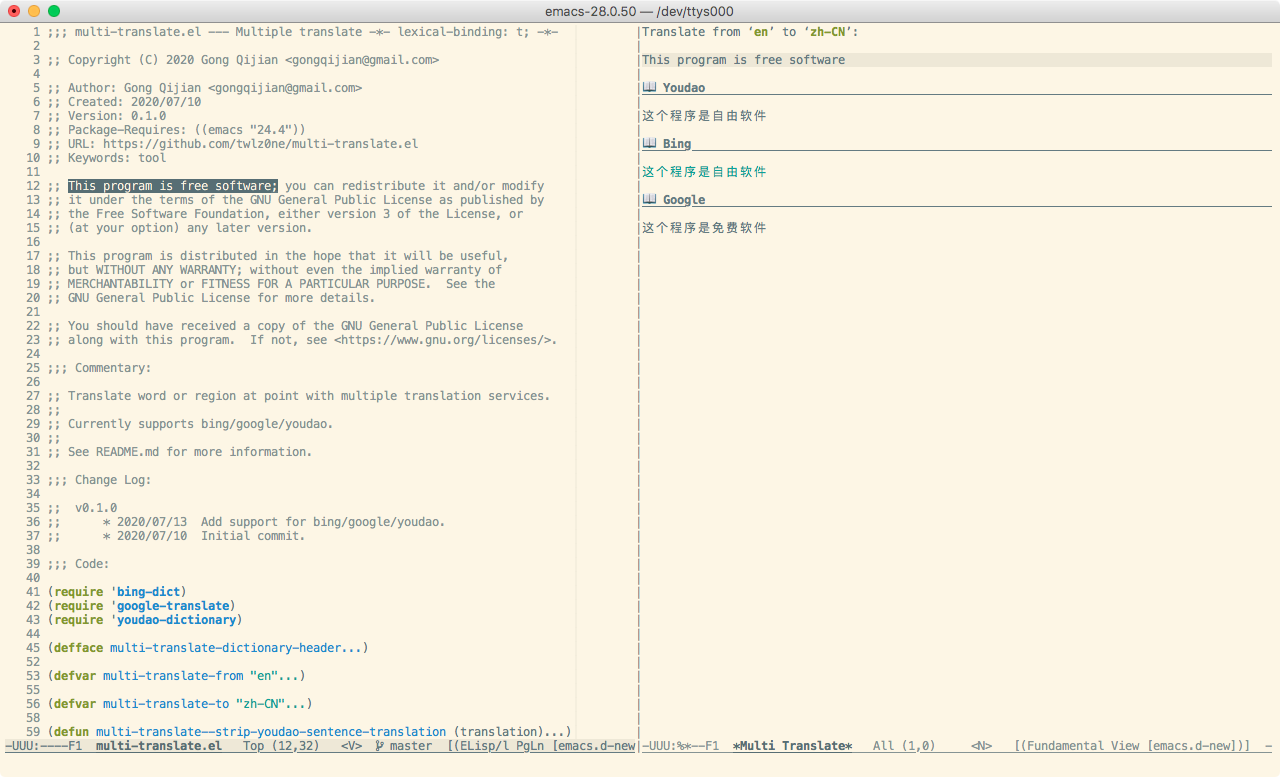 emacs-28.0.50 — /dev/ttys000
1 ;;; multi-translate.el --- Multiple translate -*- lexical-binding: t; -*-
2
3 ;; Copyright (C) 2020 Gong Qijian <gongqijian@gmail.com>
4
5 ;; Author: Gong Qijian <gongqijian@gmail.com>
6 ;; Created: 2020/07/10
7 ;; Version: 0.1.0
8 ;; Package-Requires: ((emacs "24.4"))
9 ;; URL: https://github.com/twlz0ne/multi-translate.el
10 ;; Keywords: tool
11
12 ;; This program is free software; you can redistribute it and/or modify
13 ;; it under the terms of the GNU General Public License as published by
14 ;; the Free Software Foundation, either version 3 of the License, or
15 ;; (at your option) any later version.
16
17 ;; This program is distributed in the hope that it will be useful,
18 ;; but WITHOUT ANY WARRANTY; without even the implied warranty of
19 ;; MERCHANTABILITY or FITNESS FOR A PARTICULAR PURPOSE.  See the
20 ;; GNU General Public License for more details.
21
22 ;; You should have received a copy of the GNU General Public License
23 ;; along with this program.  If not, see <https://www.gnu.org/licenses/>.
24
25 ;;; Commentary:
26
27 ;; Translate word or region at point with multiple translation services.
28 ;;
29 ;; Currently supports bing/google/youdao.
30 ;;
31 ;; See README.md for more information.
32
33 ;;; Change Log:
34
35 ;;  v0.1.0
36 ;;      * 2020/07/13  Add support for bing/google/youdao.
37 ;;      * 2020/07/10  Initial commit.
38
39 ;;; Code:
40
41 (require 'bing-dict)
42 (require 'google-translate)
43 (require 'youdao-dictionary)
44
45 (defface multi-translate-dictionary-header...)
52
53 (defvar multi-translate-from "en"...)
55
56 (defvar multi-translate-to "zh-CN"...)
58
59 (defun multi-translate--strip-youdao-sentence-translation (translation)...)
-UUU:----F1  multi-translate.el   Top (12,32)   <V>  master  [(ELisp/l PgLn [emacs.d-new
Translate from ‘en’ to ‘zh-CN’:
This program is free software
📖 Youdao
这个程序是自由软件
📖 Bing
这个程序是自由软件
📖 Google
这个程序是免费软件
-UUU:%*--F1  *Multi Translate*   All (1,0)     <N>   [(Fundamental View [emacs.d-new])]  -